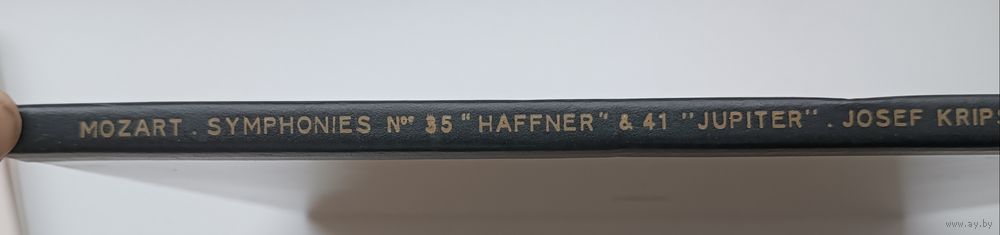 MOZART . SYMPHONIES Nos 35 "HAFFNER" & 41 "JUPITER" . JOSEF KRIPS
www.ay.by